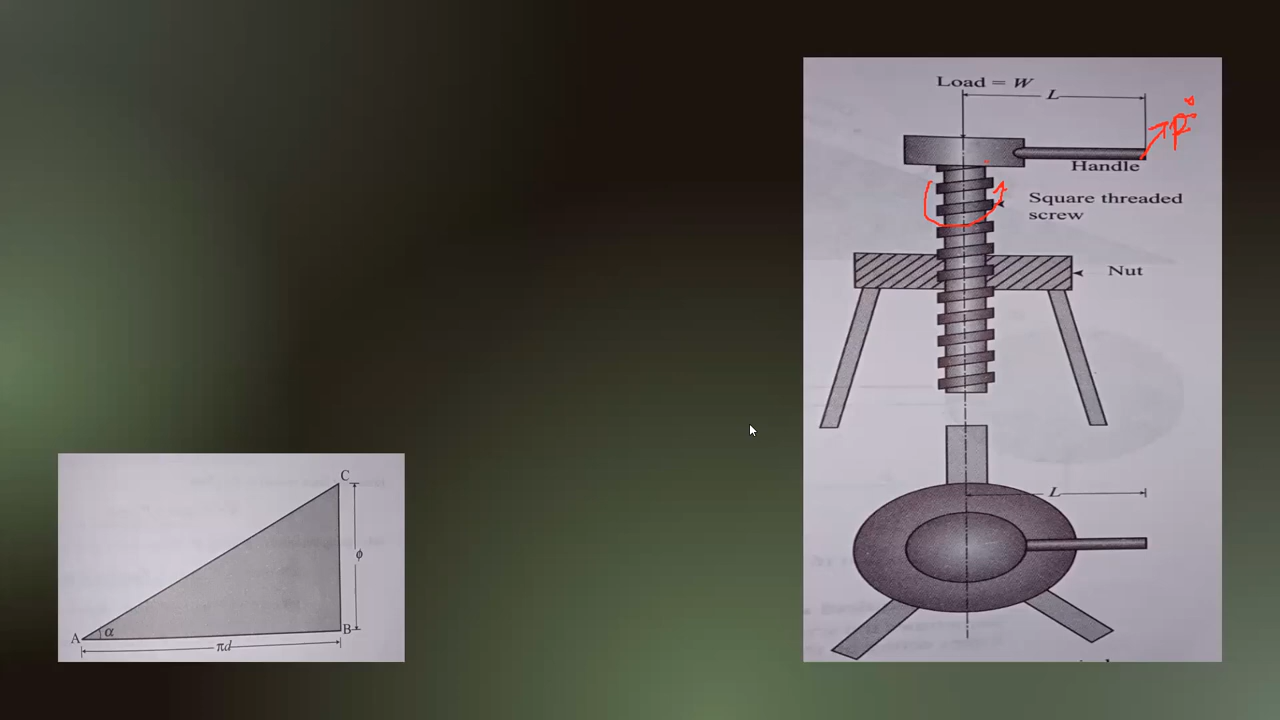 Load = W
L
P°
Handle
Square threaded
screw
Nut
L
C
ϕ
A
α
B
πd